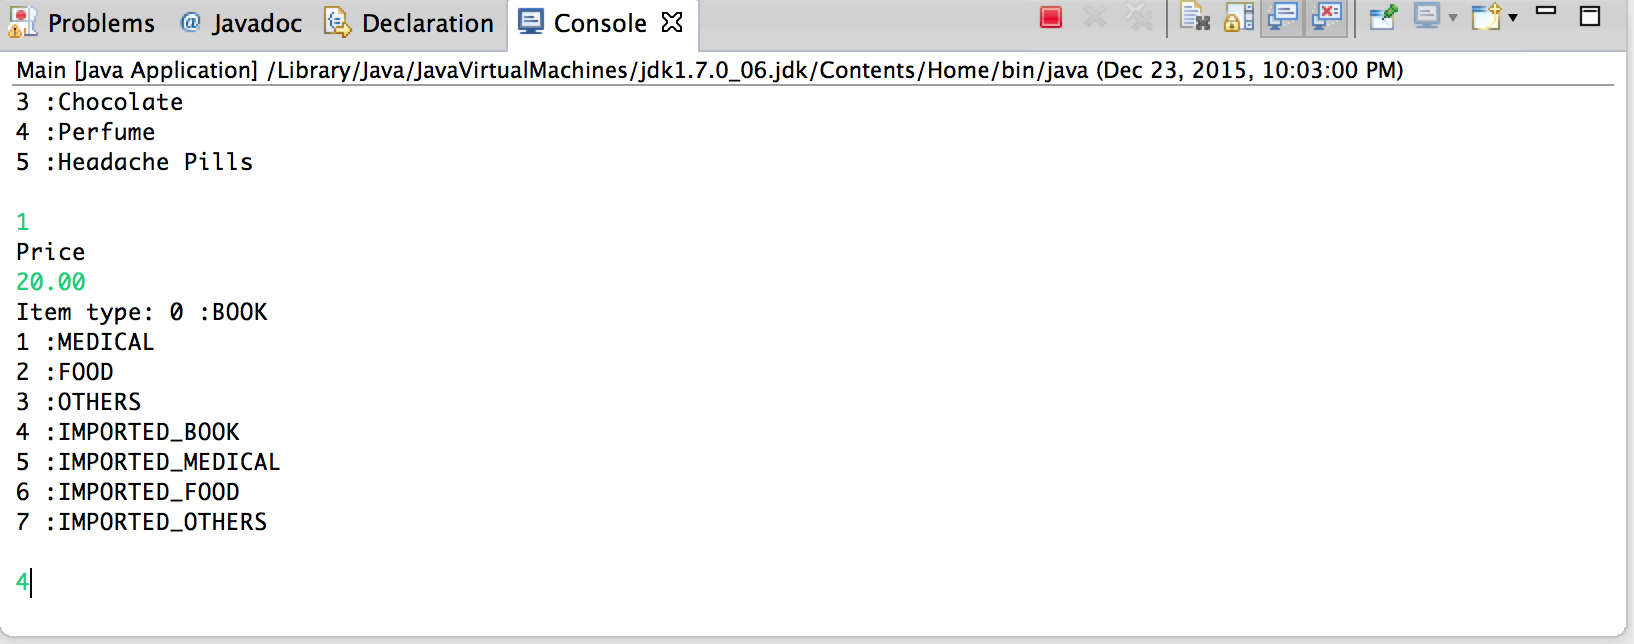 Problems @ Javadoc Declaration Console
Main [Java Application] /Library/Java/JavaVirtualMachines/jdk1.7.0_06.jdk/Contents/Home/bin/java (Dec 23, 2015, 10:03:00 PM)
3 :Chocolate
4 :Perfume
5 :Headache Pills
1
Price
20.00
Item type: 0 :BOOK
1 :MEDICAL
2 :FOOD
3 :OTHERS
4 :IMPORTED_BOOK
5 :IMPORTED_MEDICAL
6 :IMPORTED_FOOD
7 :IMPORTED_OTHERS
4